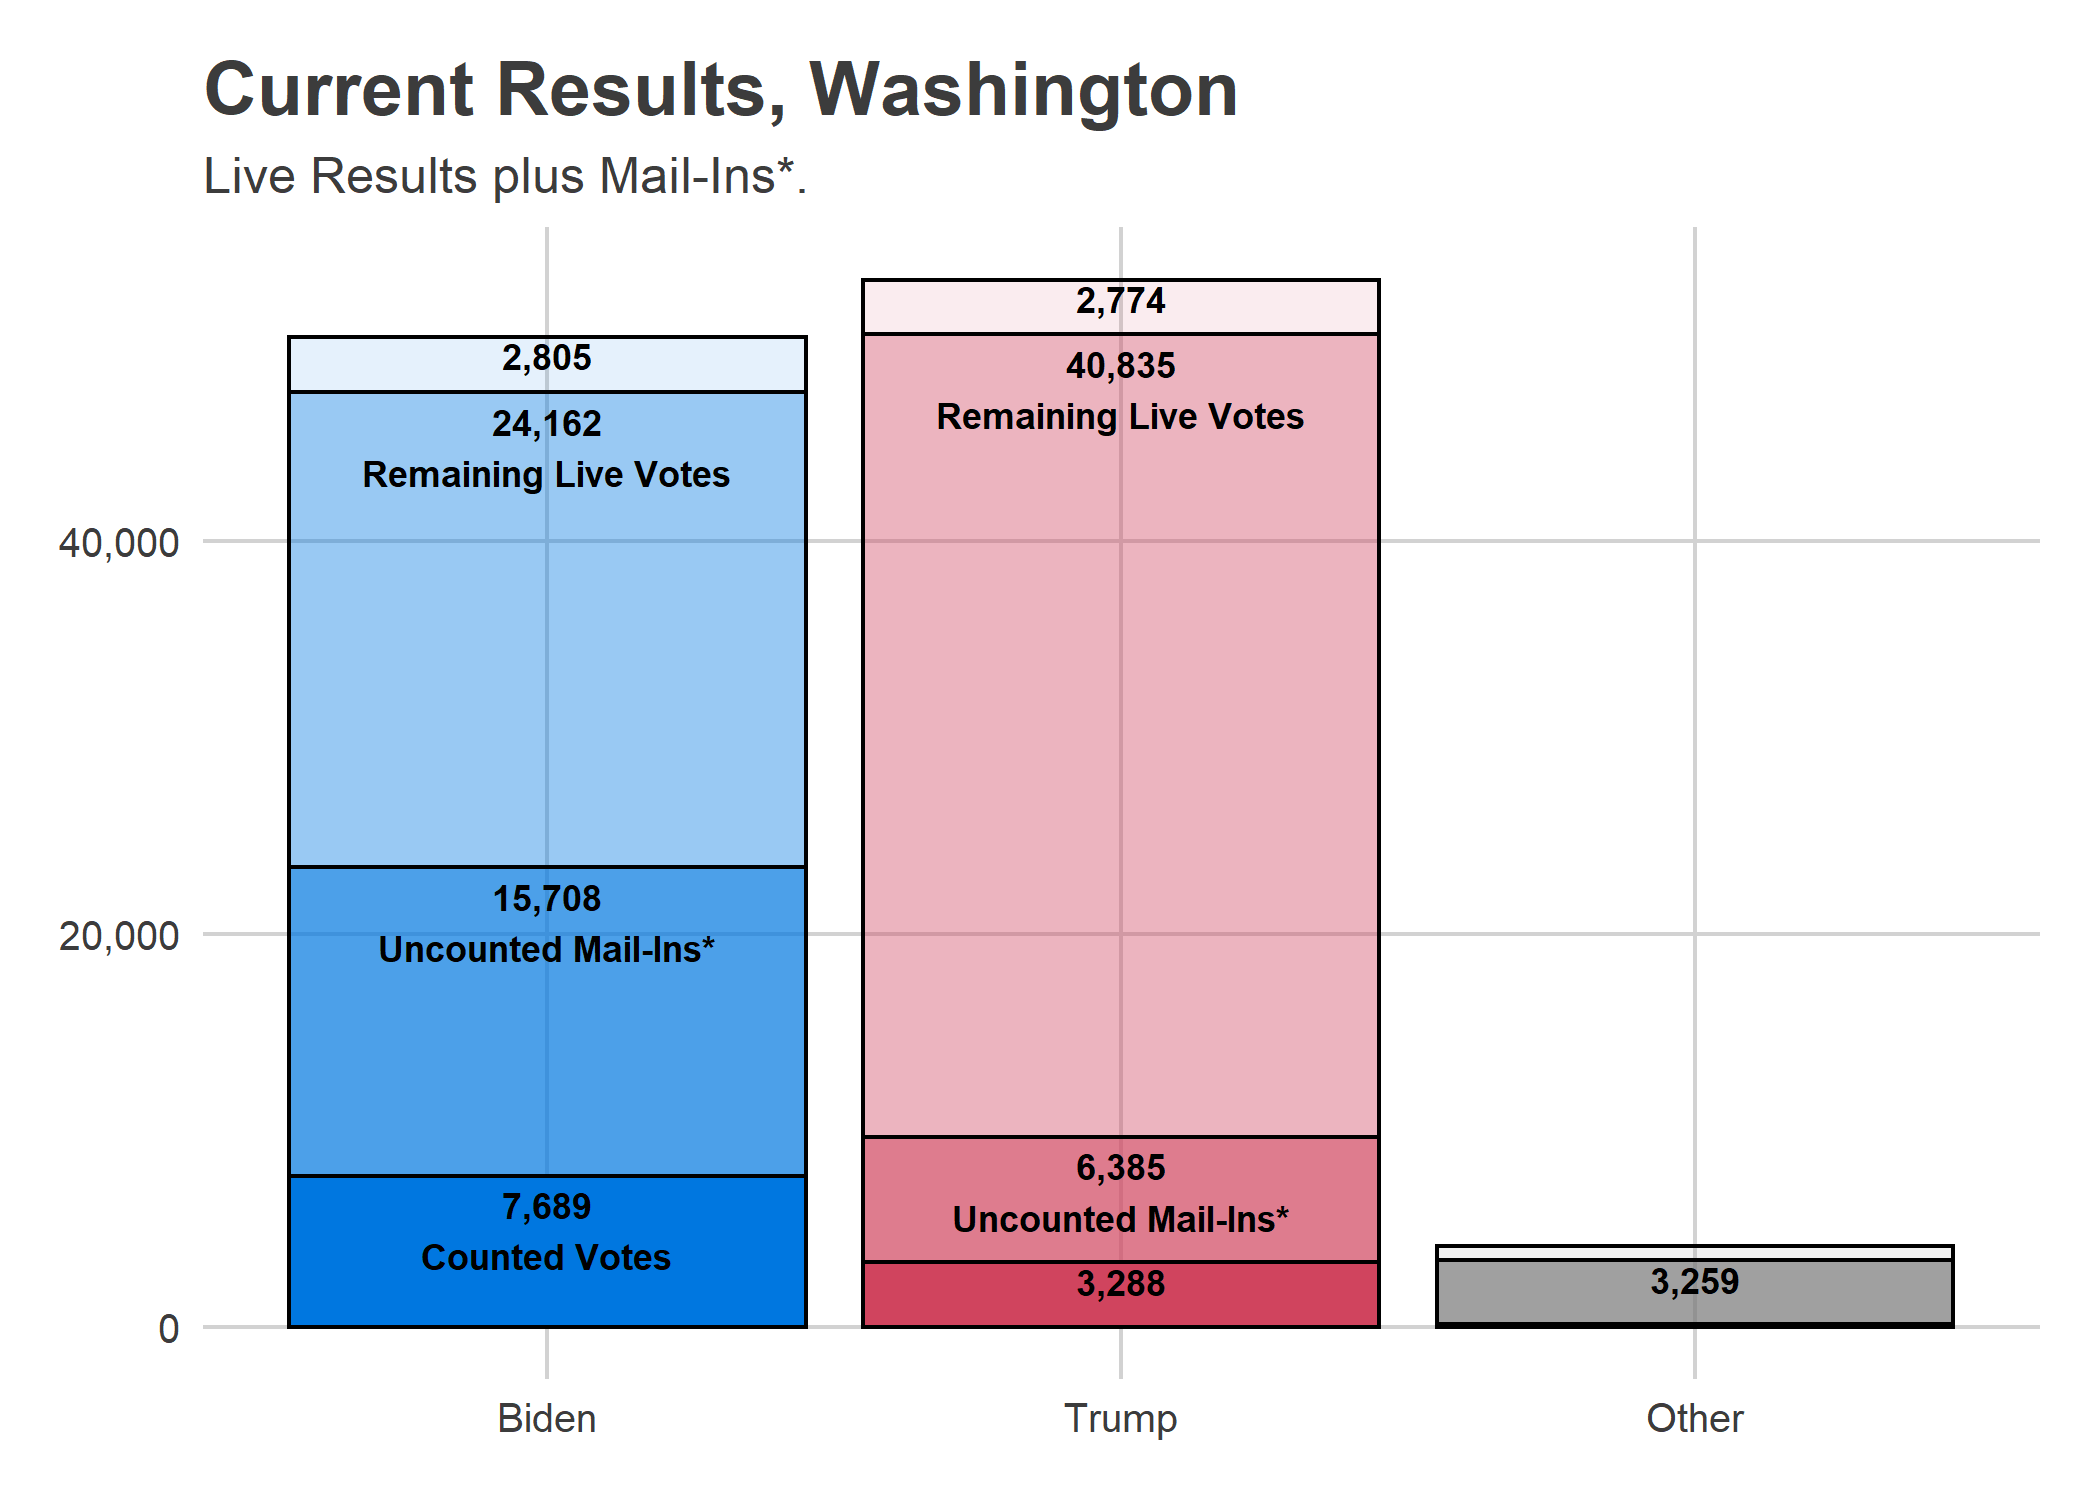 Current Results, Washington
Live Results plus Mail-Ins*.
2,774
2,805
40,835
Remaining Live Votes
24,162
Remaining Live Votes
40,000
15,708
Uncounted Mail-Ins*
20,000
6,385
Uncounted Mail-Ins*
7,689
Counted Votes
3,288
3,259
0
Biden
Trump
Other